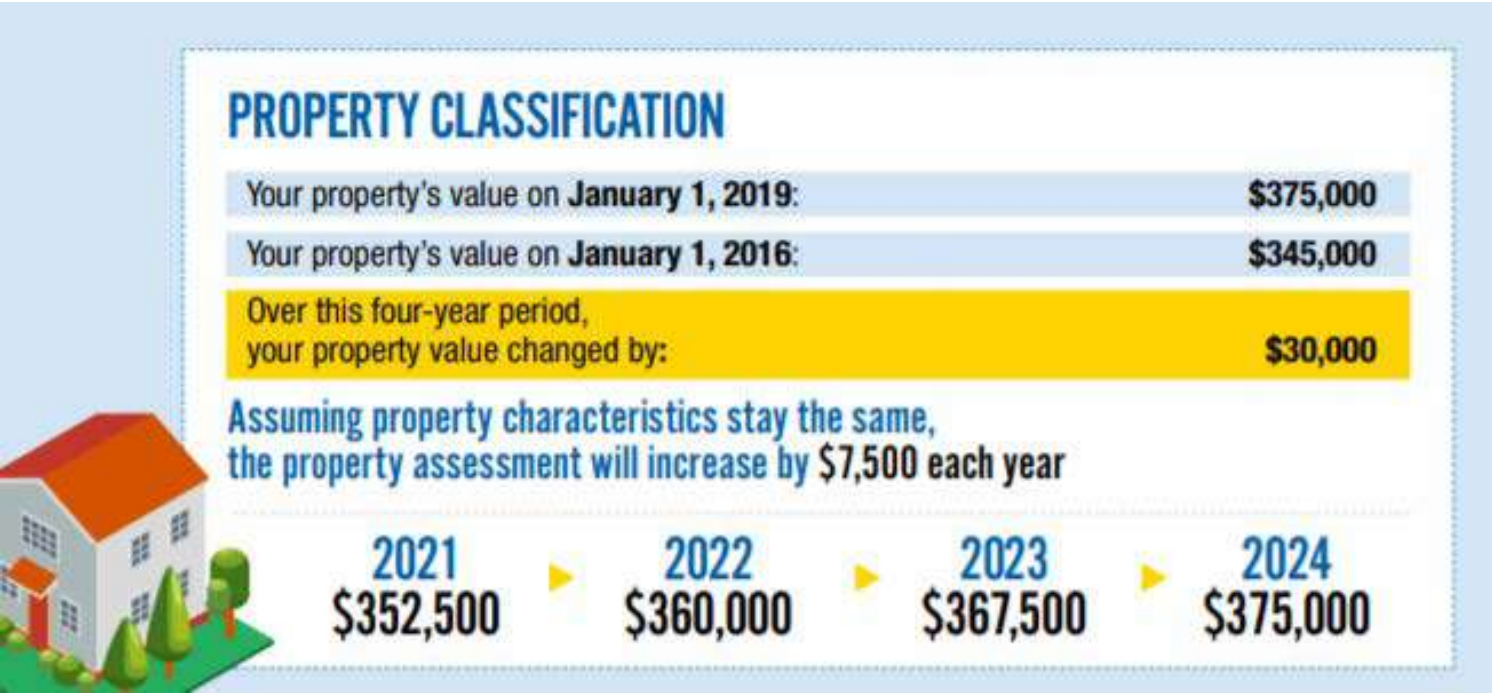 PROPERTY CLASSIFICATION
Your property's value on January 1, 2019: $375,000
Your property's value on January 1, 2016: $345,000
Over this four-year period,
your property value changed by: $30,000
Assuming property characteristics stay the same,
the property assessment will increase by $7,500 each year
2021 2022 2023 2024
$352,500 $360,000 $367,500 $375,000